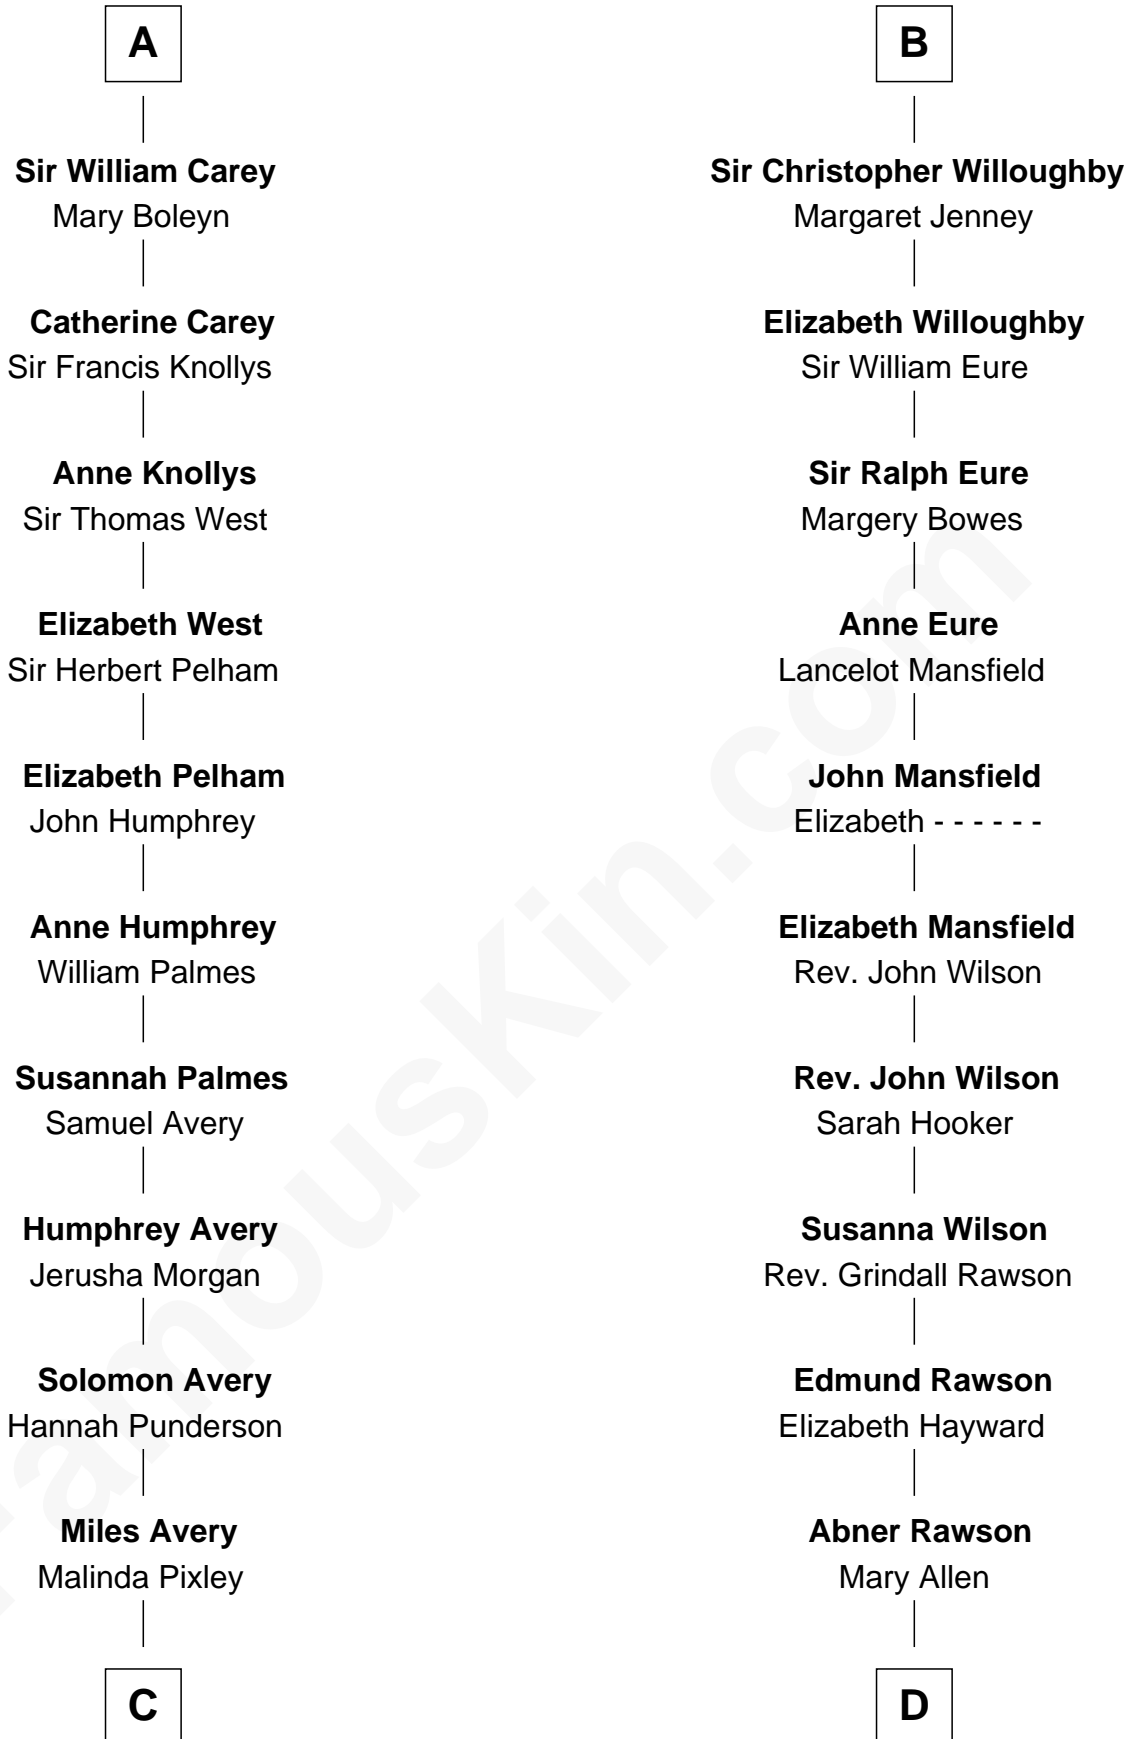 A
Sir William Carey
Mary Boleyn
Catherine Carey
Sir Francis Knollys
Anne Knollys
Sir Thomas West
Elizabeth West
Sir Herbert Pelham
Elizabeth Pelham
John Humphrey
Anne Humphrey
William Palmes
Susannah Palmes
Samuel Avery
Humphrey Avery
Jerusha Morgan
Solomon Avery
Hannah Punderson
Miles Avery
Malinda Pixley
C
B
Sir Christopher Willoughby
Margaret Jenney
Elizabeth Willoughby
Sir William Eure
Sir Ralph Eure
Margery Bowes
Anne Eure
Lancelot Mansfield
John Mansfield
Elizabeth - - - - - -
Elizabeth Mansfield
Rev. John Wilson
Rev. John Wilson
Sarah Hooker
Susanna Wilson
Rev. Grindall Rawson
Edmund Rawson
Elizabeth Hayward
Abner Rawson
Mary Allen
D
FamousKin.com